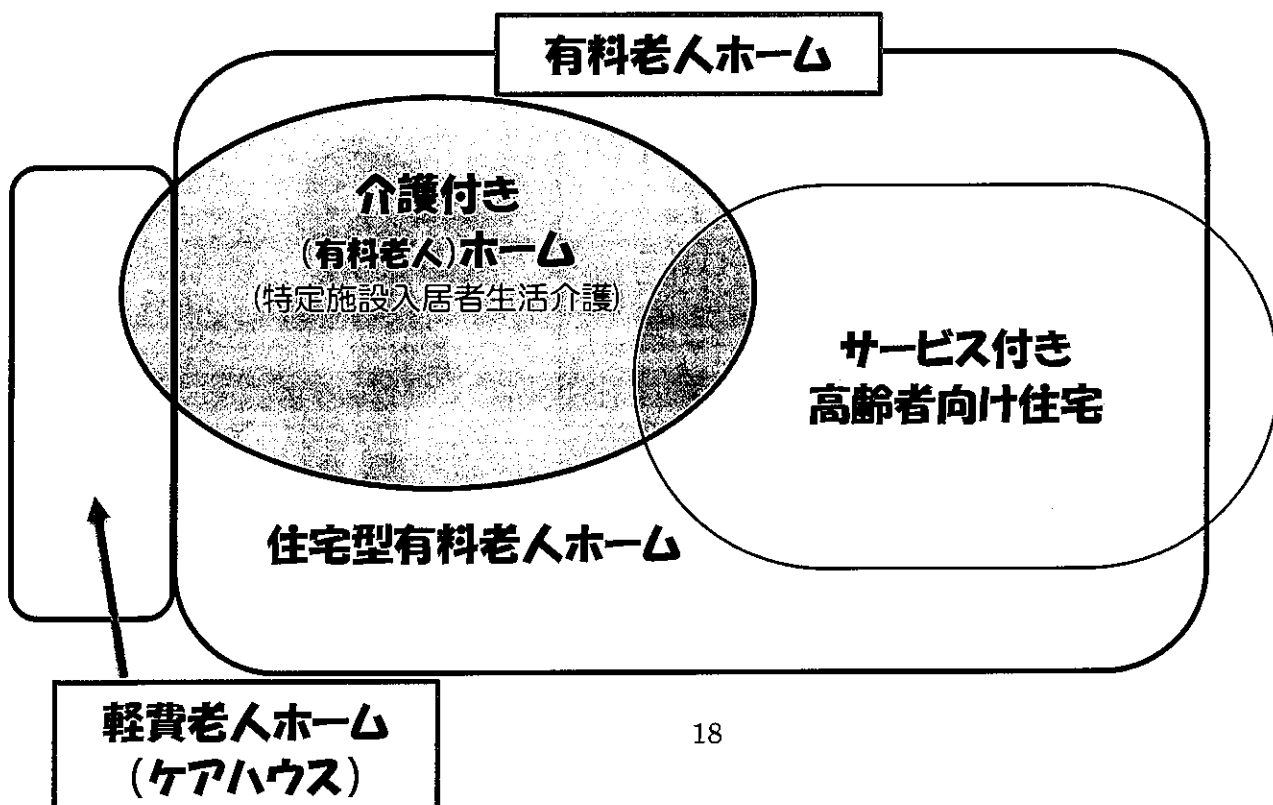 有料老人ホーム
介護付き
(有料老人)ホーム
(特定施設入居者生活介護)
サービス付き
高齢者向け住宅
住宅型有料老人ホーム
軽費老人ホーム
(ケアハウス)
18